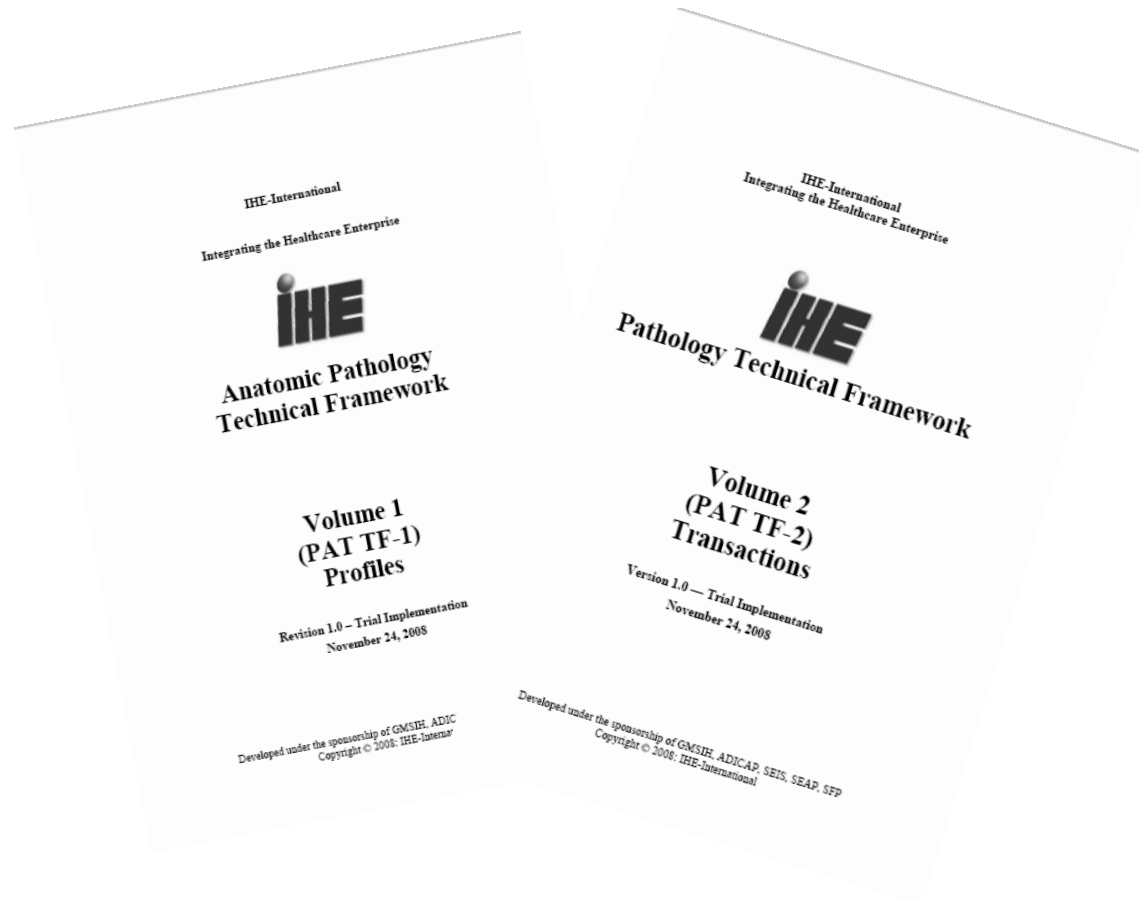 IHE-International
Integrating the Healthcare Enterprise
IHE
Anatomic Pathology
Technical Framework
Volume 1
(PAT TF-1)
Profiles
Revision 1.0 – Trial Implementation
November 24, 2008
Developed under the sponsorship of GMSIH, ADIC
Copyright © 2008: IHE-Interna
IHE-International
Integrating the Healthcare Enterprise
IHE
Pathology Technical Framework
Volume 2
(PAT TF-2)
Transactions
Version 1.0 — Trial Implementation
November 24, 2008
Developed under the sponsorship of GMSIH, ADICAP, SEIS, SEAP, SFP
Copyright © 2008: IHE-International